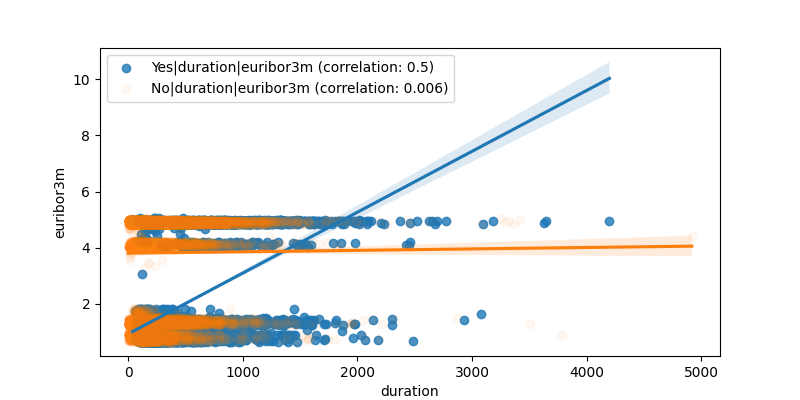 Yes|duration|euribor3m (correlation: 0.5)
No|duration|euribor3m (correlation: 0.006)
10
8
6
4
2
euribor3m
0 1000 2000 3000 4000 5000
duration